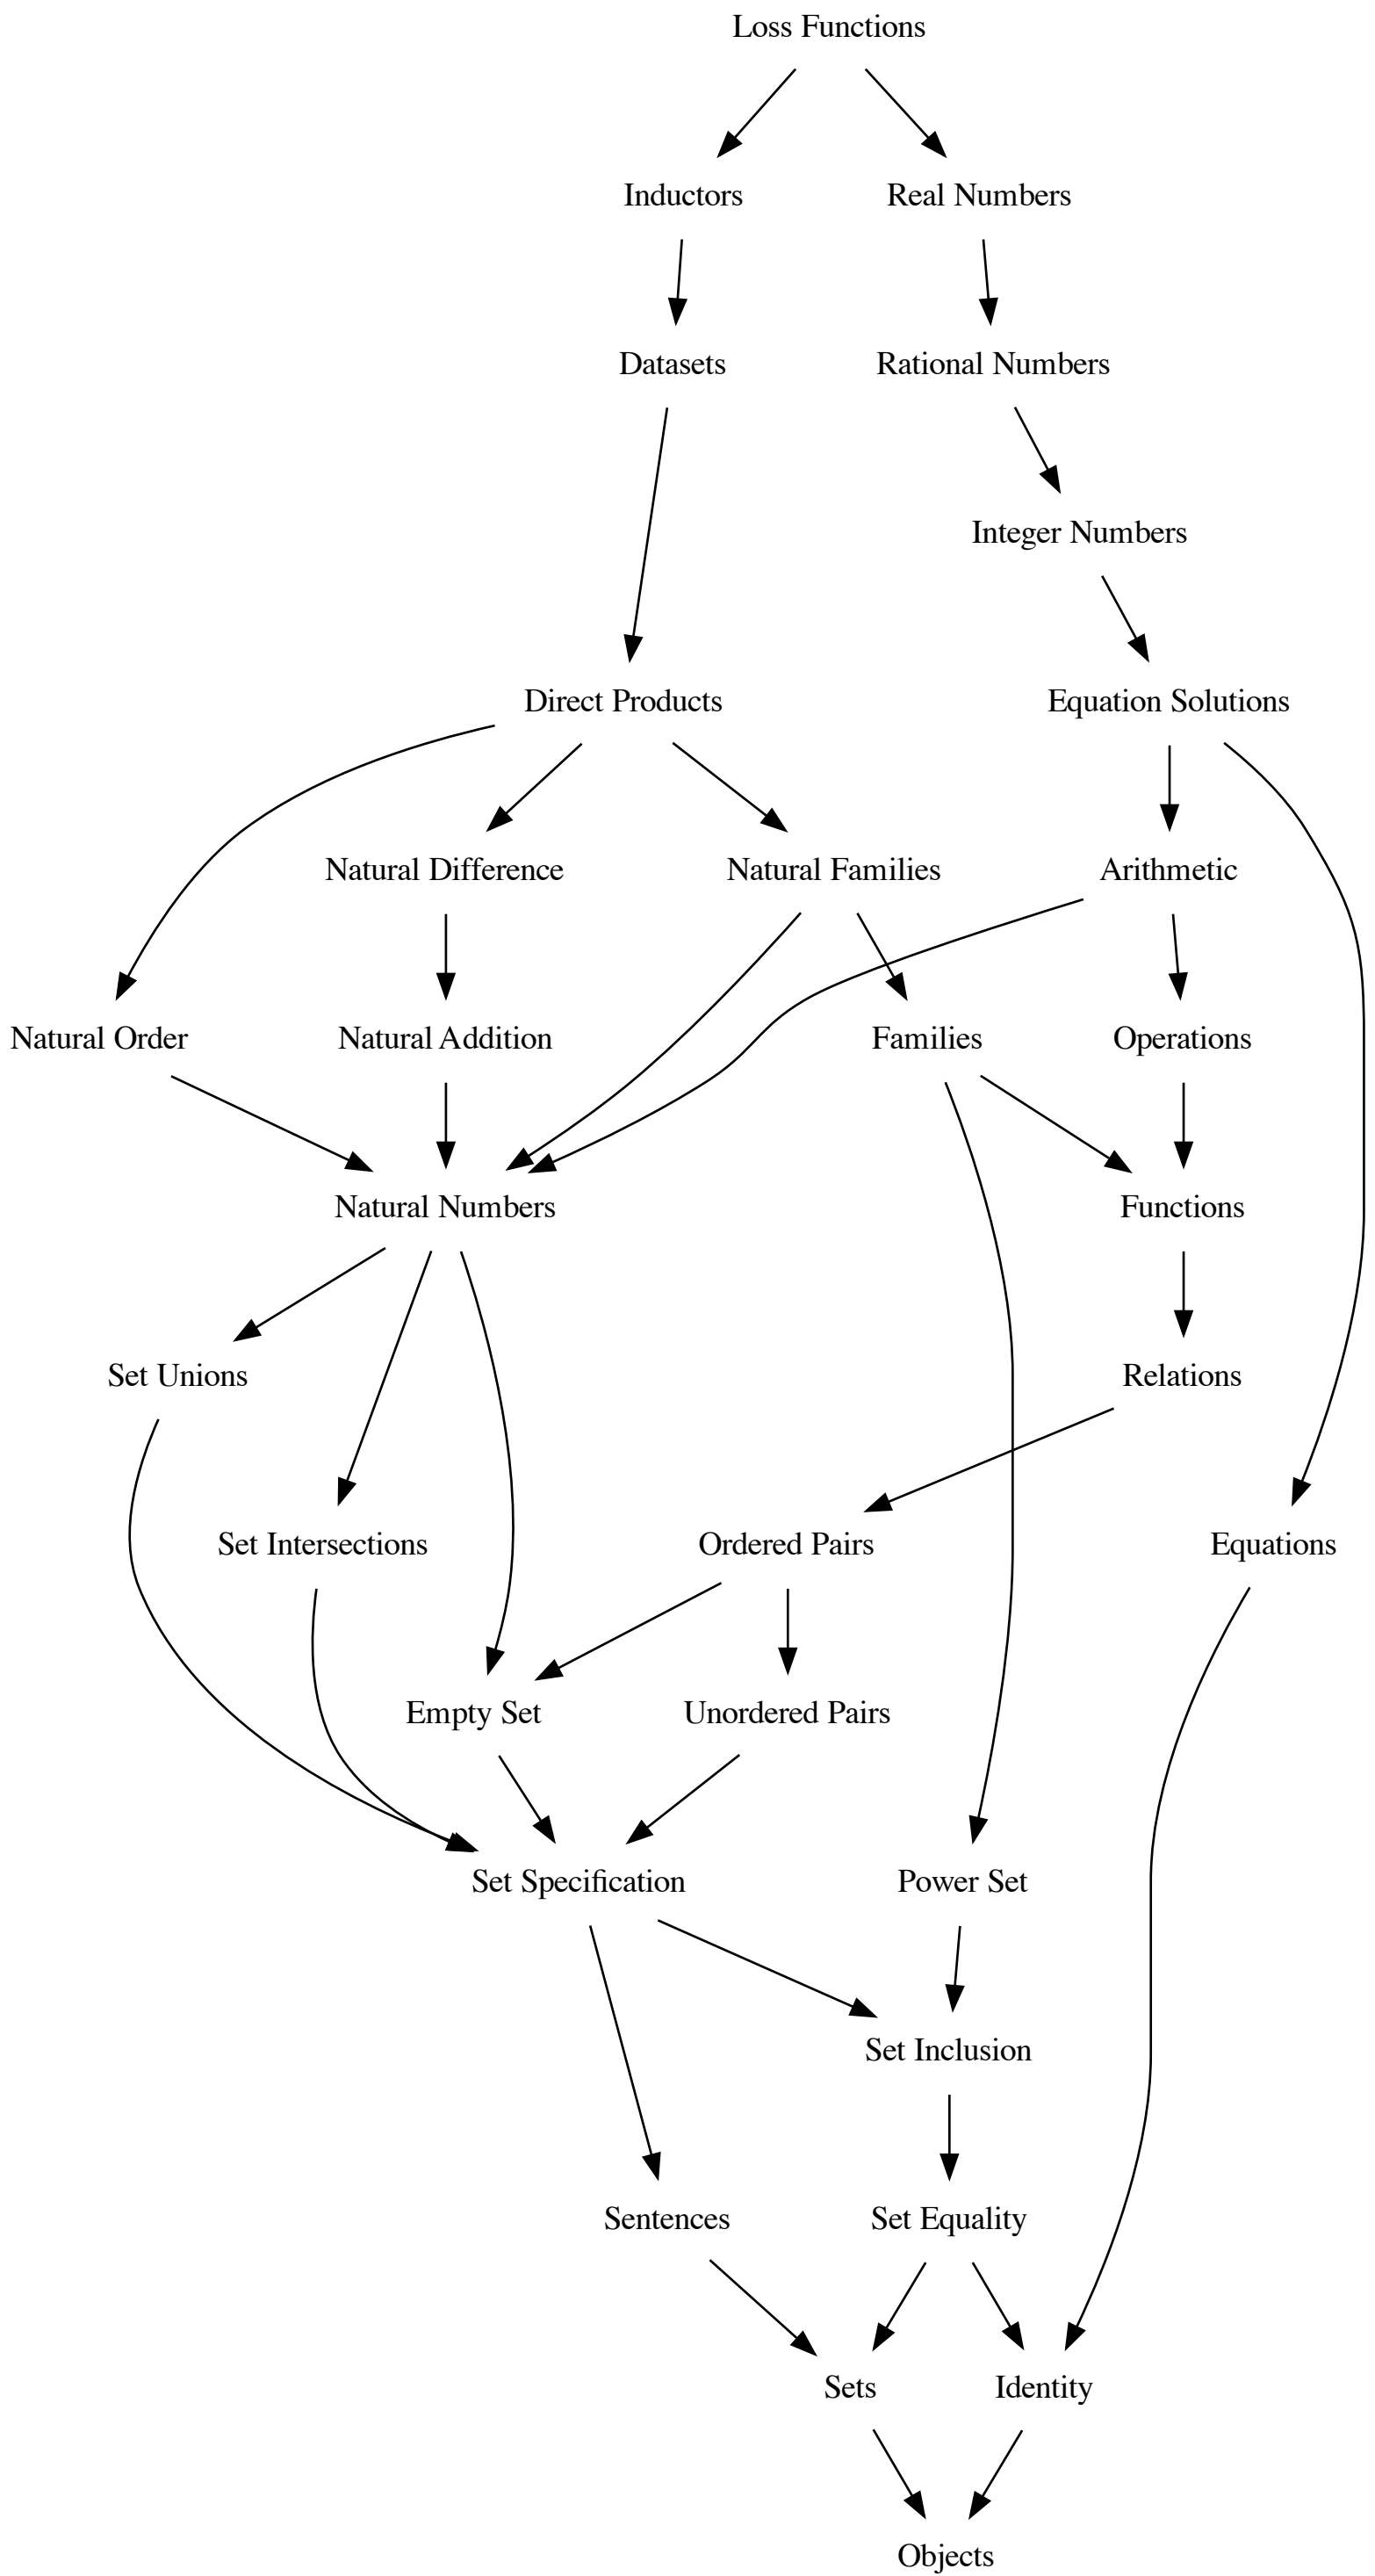 Loss Functions
Inductors
Real Numbers
Datasets
Rational Numbers
Integer Numbers
Direct Products
Equation Solutions
Natural Difference
Natural Families
Arithmetic
Natural Order
Natural Addition
Families
Operations
Natural Numbers
Functions
Set Unions
Relations
Set Intersections
Ordered Pairs
Equations
Empty Set
Unordered Pairs
Set Specification
Power Set
Set Inclusion
Sentences
Set Equality
Sets
Identity
Objects